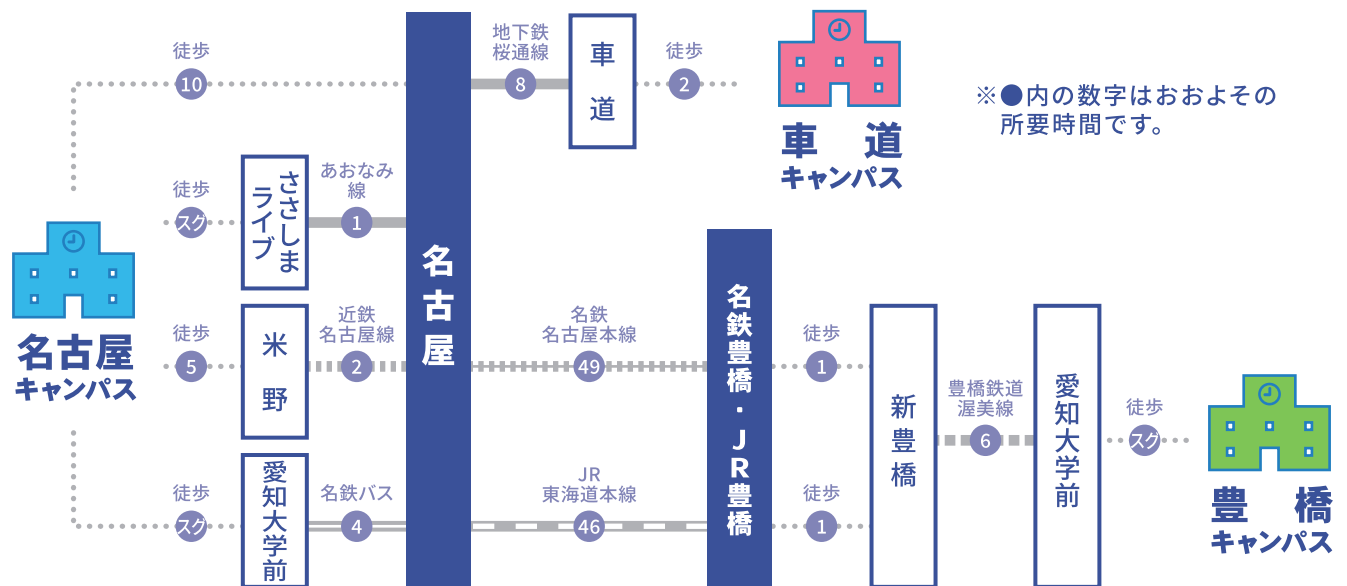 徒歩
10
地下鉄
桜通線
8
車道
徒歩
2
車 道
キャンパス
※●内の数字はおおよその
所要時間です。
徒歩
スグ
ささしま
ライブ
あおなみ
線
1
名古屋
名古屋
キャンパス
徒歩
5
米野
近鉄
名古屋線
2
名鉄
名古屋本線
49
名鉄豊橋・JR豊橋
徒歩
1
新豊橋
豊橋鉄道
渥美線
6
愛知大学前
徒歩
スグ
豊 橋
キャンパス
徒歩
スグ
愛知大学前
名鉄バス
4
JR
東海道本線
46
徒歩
1